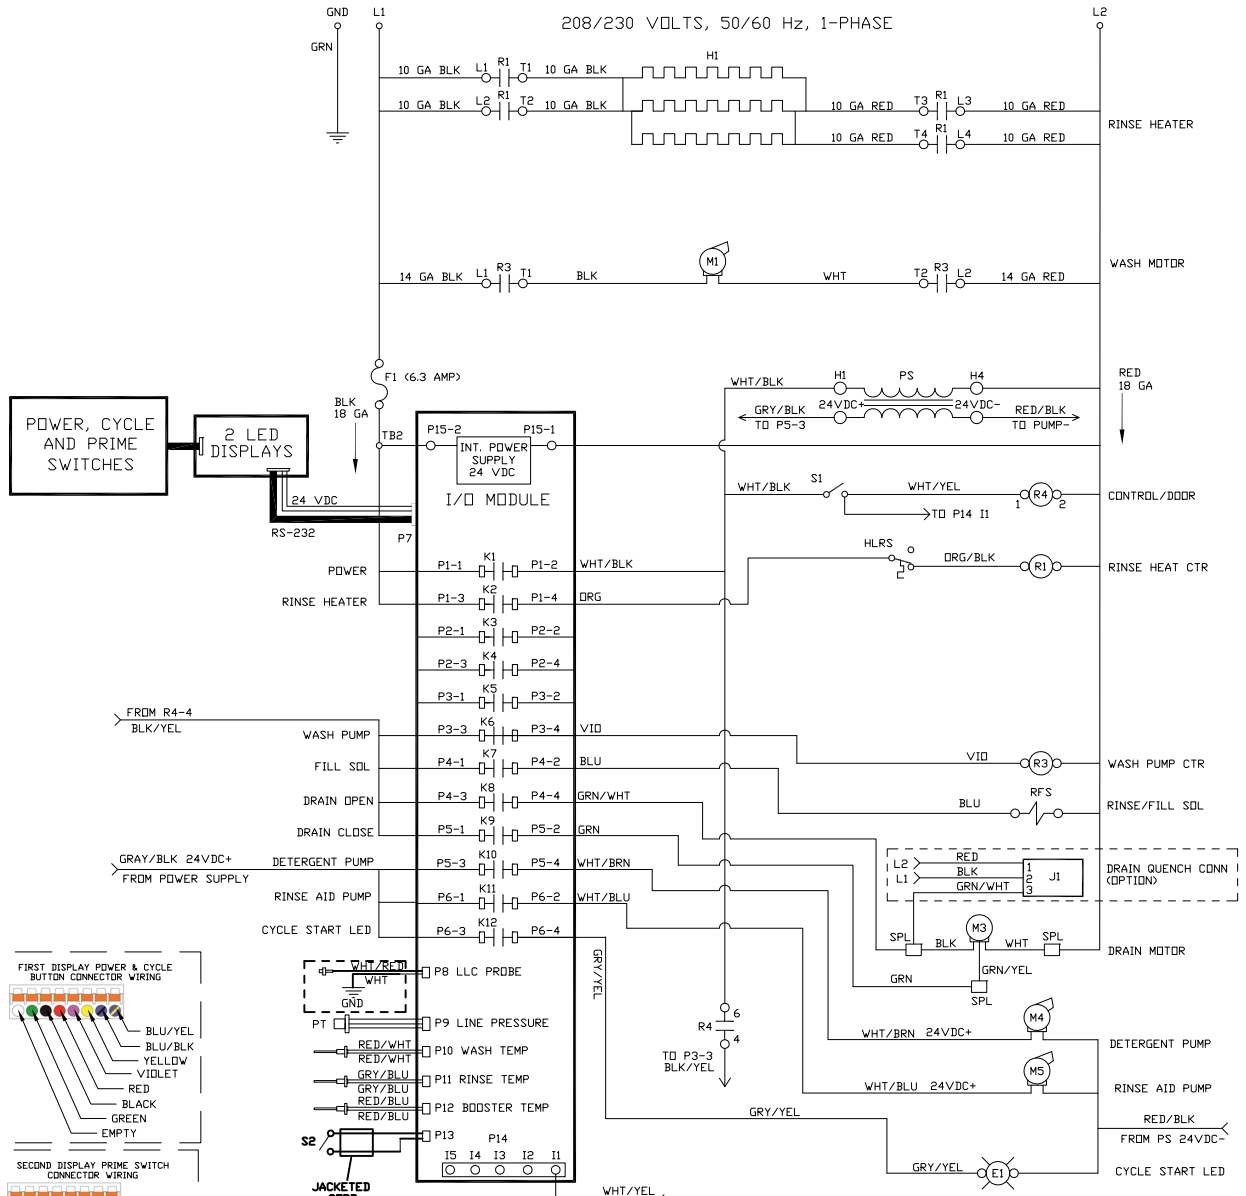 GND
L1
208/230 VOLTS, 50/60 Hz, 1-PHASE
L2
GRN
10 GA BLK L1 R1 T1 10 GA BLK
H1
10 GA BLK L2 R1 T2 10 GA BLK
10 GA RED T3 R1 L3 10 GA RED
10 GA RED T4 R1 L4 10 GA RED
RINSE HEATER
14 GA BLK L1 R3 T1 BLK M1 WHT T2 R3 L2 14 GA RED
WASH MOTOR
F1 (6.3 AMP)
BLK
18 GA
WHT/BLK H1 PS H4
RED
18 GA
GRY/BLK
TO P5-3
24VDC+ 24VDC-
RED/BLK
TO PUMP-
POWER, CYCLE
AND PRIME
SWITCHES
2 LED
DISPLAYS
TB2 P15-2 P15-1
INT. POWER
SUPPLY
24 VDC
I/O MODULE
24 VDC
RS-232
P7
WHT/BLK S1 WHT/YEL 1 R4 2 CONTROL/DOOR
TO P14 I1
HLRS ORG/BLK R1 RINSE HEAT CTR
POWER P1-1 K1 P1-2 WHT/BLK
RINSE HEATER P1-3 K2 P1-4 ORG
P2-1 K3 P2-2
P2-3 K4 P2-4
P3-1 K5 P3-2
FROM R4-4
BLK/YEL
WASH PUMP P3-3 K6 P3-4 VIO
VIO R3 WASH PUMP CTR
FILL SOL P4-1 K7 P4-2 BLU
BLU RFS RINSE/FILL SOL
DRAIN OPEN P4-3 K8 P4-4 GRN/WHT
DRAIN CLOSE P5-1 K9 P5-2 GRN
GRAY/BLK 24VDC+
FROM POWER SUPPLY
DETERGENT PUMP P5-3 K10 P5-4 WHT/BRN
RINSE AID PUMP P6-1 K11 P6-2 WHT/BLU
CYCLE START LED P6-3 K12 P6-4
GRY/YEL
L2 RED 1
L1 BLK 2
GRN/WHT 3
J1
DRAIN QUENCH CONN
(OPTION)
SPL BLK M3 WHT SPL DRAIN MOTOR
GRN GRN/YEL
SPL
FIRST DISPLAY POWER & CYCLE
BUTTON CONNECTOR WIRING
BLU/YEL
BLU/BLK
YELLOW
VIOLET
RED
BLACK
GREEN
EMPTY
WHT/RED
WHT
GND
P8 LLC PROBE
PT P9 LINE PRESSURE
RED/WHT
RED/WHT
P10 WASH TEMP
GRY/BLU
GRY/BLU
P11 RINSE TEMP
RED/BLU
RED/BLU
P12 BOOSTER TEMP
S2 P13
JACKETED
P14
I5 I4 I3 I2 I1
R4 6
4
TO P3-3
BLK/YEL
WHT/BRN 24VDC+ M4 DETERGENT PUMP
WHT/BLU 24VDC+ M5 RINSE AID PUMP
GRY/YEL
RED/BLK
FROM PS 24VDC-
GRY/YEL E1 CYCLE START LED
SECOND DISPLAY PRIME SWITCH
CONNECTOR WIRING
WHT/YEL